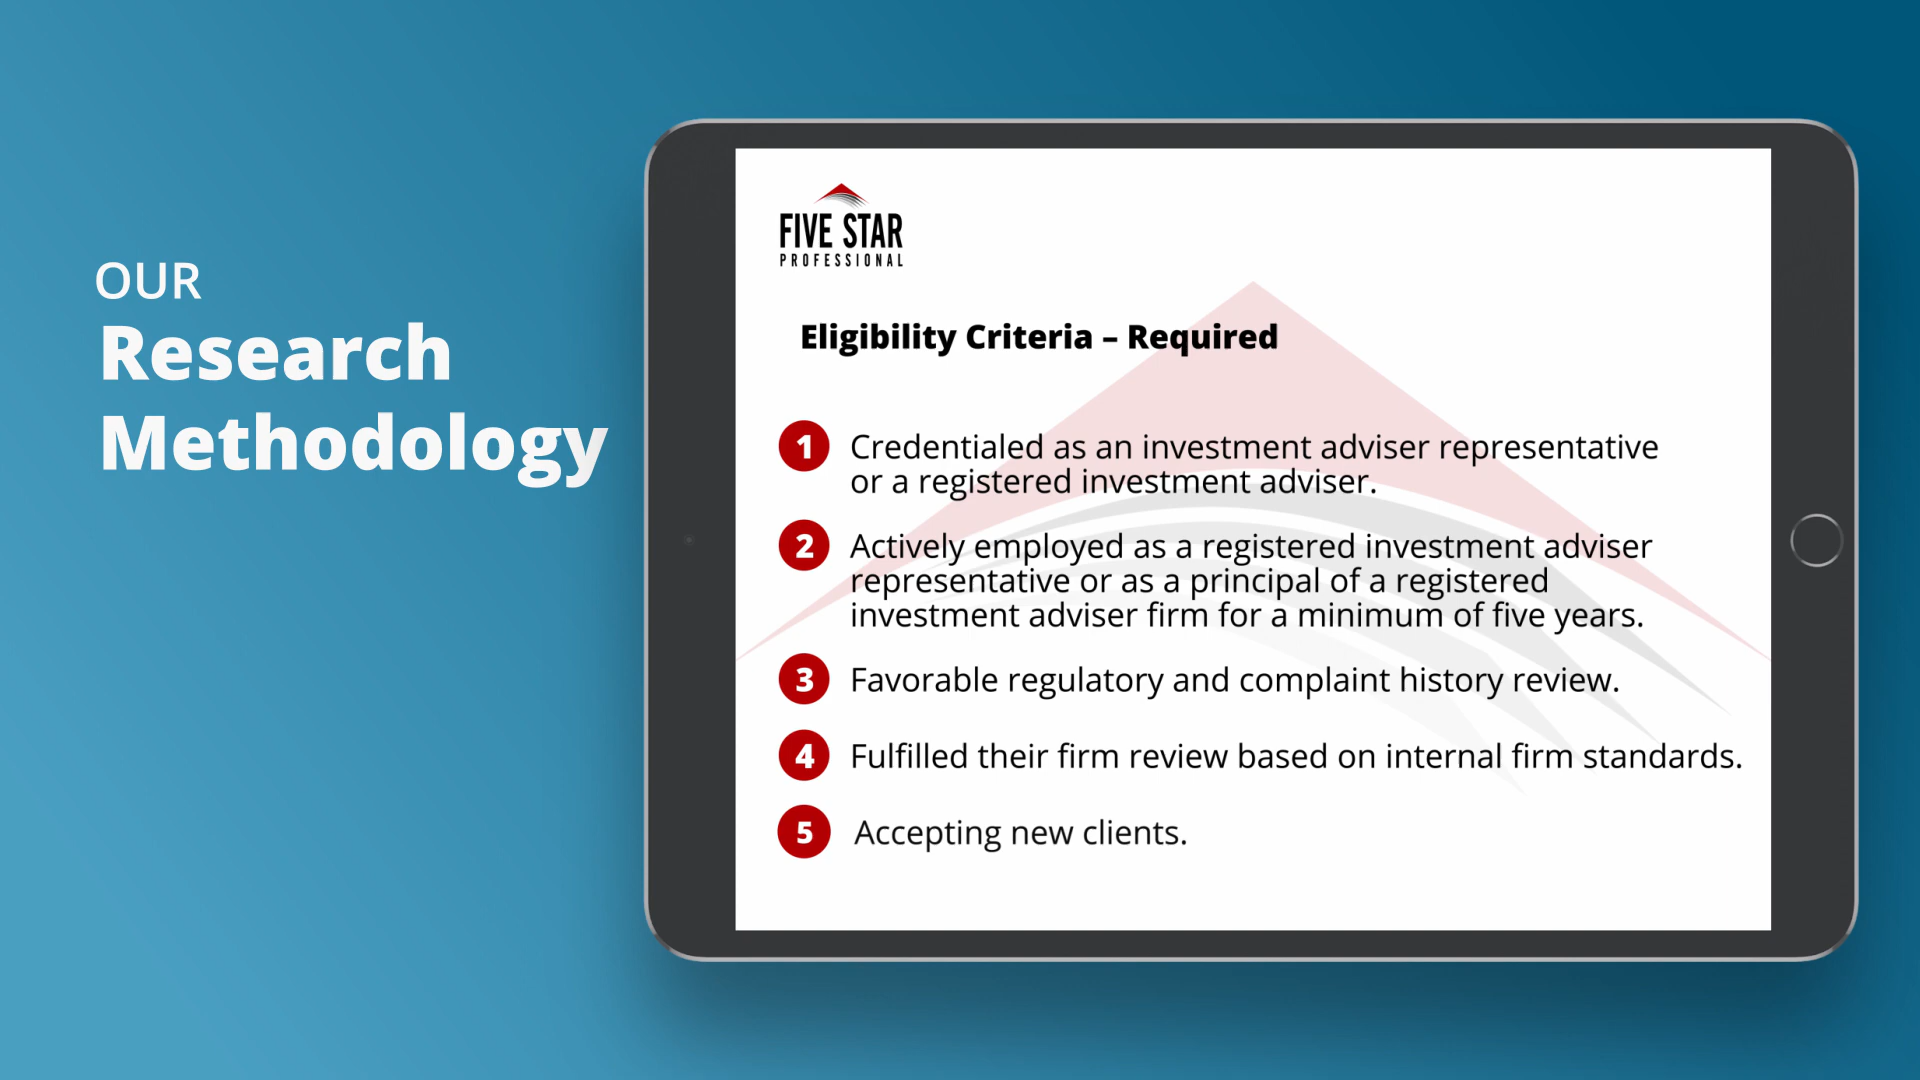 OUR
Research
Methodology
FIVE STAR
PROFESSIONAL
Eligibility Criteria – Required
1 Credentialed as an investment adviser representative
or a registered investment adviser.
2 Actively employed as a registered investment adviser
representative or as a principal of a registered
investment adviser firm for a minimum of five years.
3 Favorable regulatory and complaint history review.
4 Fulfilled their firm review based on internal firm standards.
5 Accepting new clients.